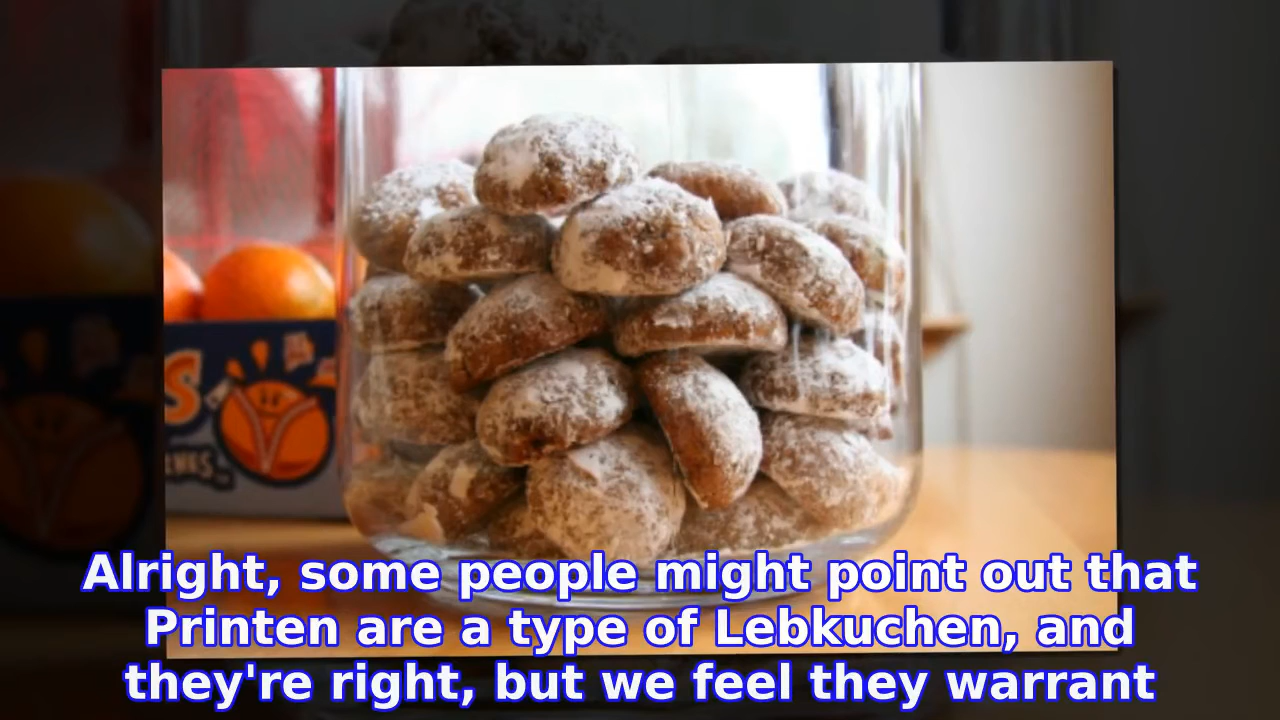 S
Alright, some people might point out that
Printen are a type of Lebkuchen, and
they're right, but we feel they warrant